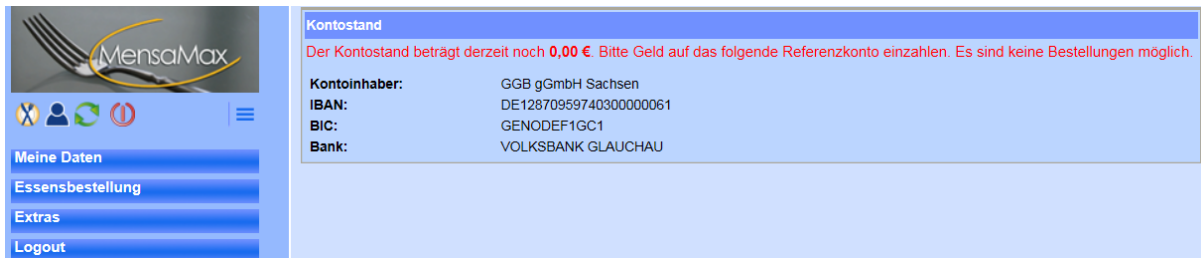 MensaMax
Meine Daten
Essensbestellung
Extras
Logout
Kontostand
Der Kontostand beträgt derzeit noch 0,00 €. Bitte Geld auf das folgende Referenzkonto einzahlen. Es sind keine Bestellungen möglich.
Kontoinhaber: GGB gGmbH Sachsen
IBAN: DE12870959740300000061
BIC: GENODEF1GC1
Bank: VOLKSBANK GLAUCHAU